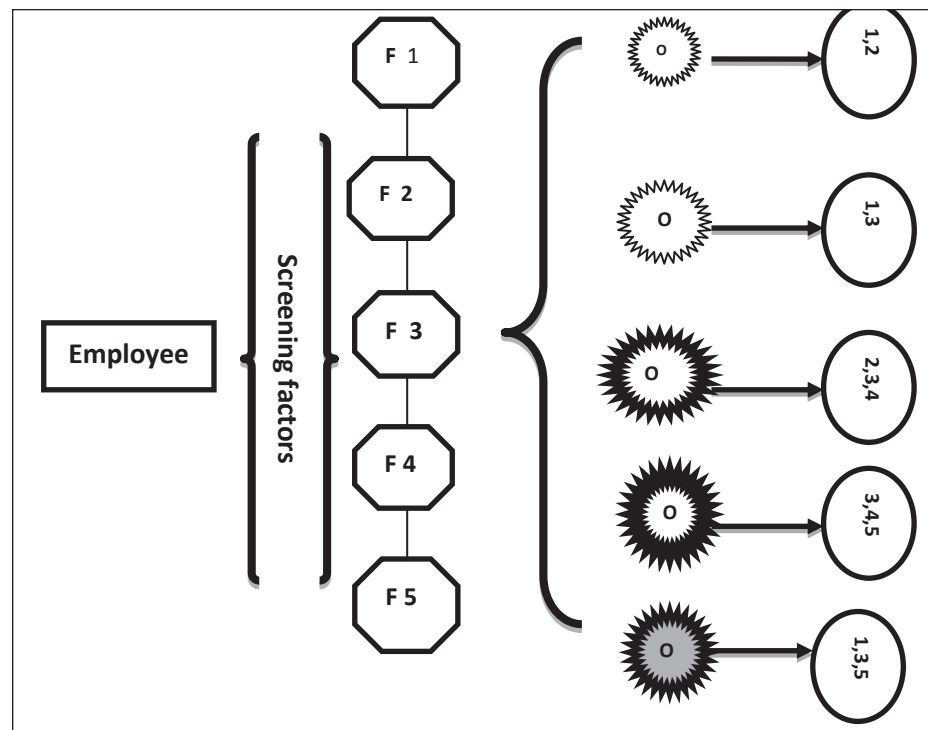 Employee
Screening factors
F 1
F 2
F 3
F 4
F 5
O
1,2
O
1,3
O
2,3,4
O
3,4,5
O
1,3,5